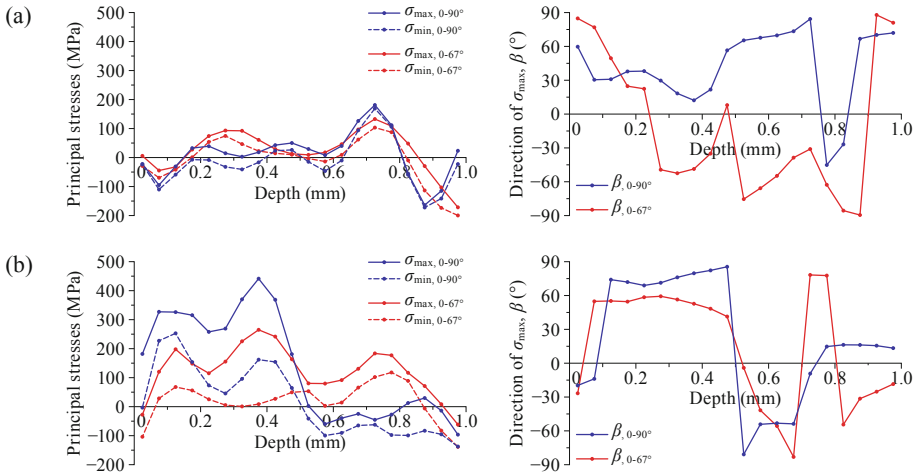 (a)
Principal stresses (MPa)
500
400
300
200
100
0
−100
−200
0.0
0.2
0.4
0.6
0.8
1.0
Depth (mm)
σmax, 0-90°
σmin, 0-90°
σmax, 0-67°
σmin, 0-67°
Direction of σmax, β (°)
90
60
30
0.0
−30
−60
−90
0.2
0.4
0.6
0.8
1.0
Depth (mm)
β, 0-90°
β, 0-67°
(b)
Principal stresses (MPa)
500
400
300
200
100
0
−100
−200
0.0
0.2
0.4
0.6
0.8
1.0
Depth (mm)
σmax, 0-90°
σmin, 0-90°
σmax, 0-67°
σmin, 0-67°
Direction of σmax, β (°)
90
60
30
0.0
−30
−60
−90
0.2
0.4
0.6
0.8
1.0
Depth (mm)
β, 0-90°
β, 0-67°